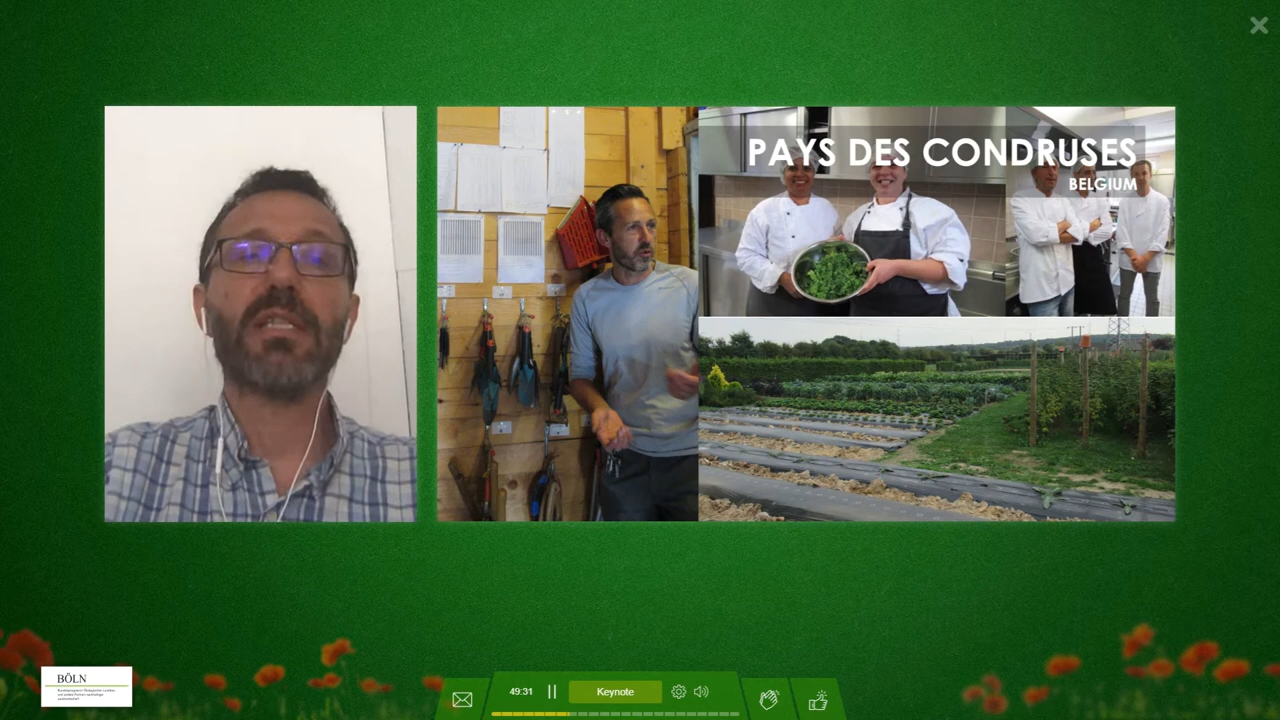 PAYS DES CONDRUSES
BELGIUM
BÖLN
49:31
Keynote